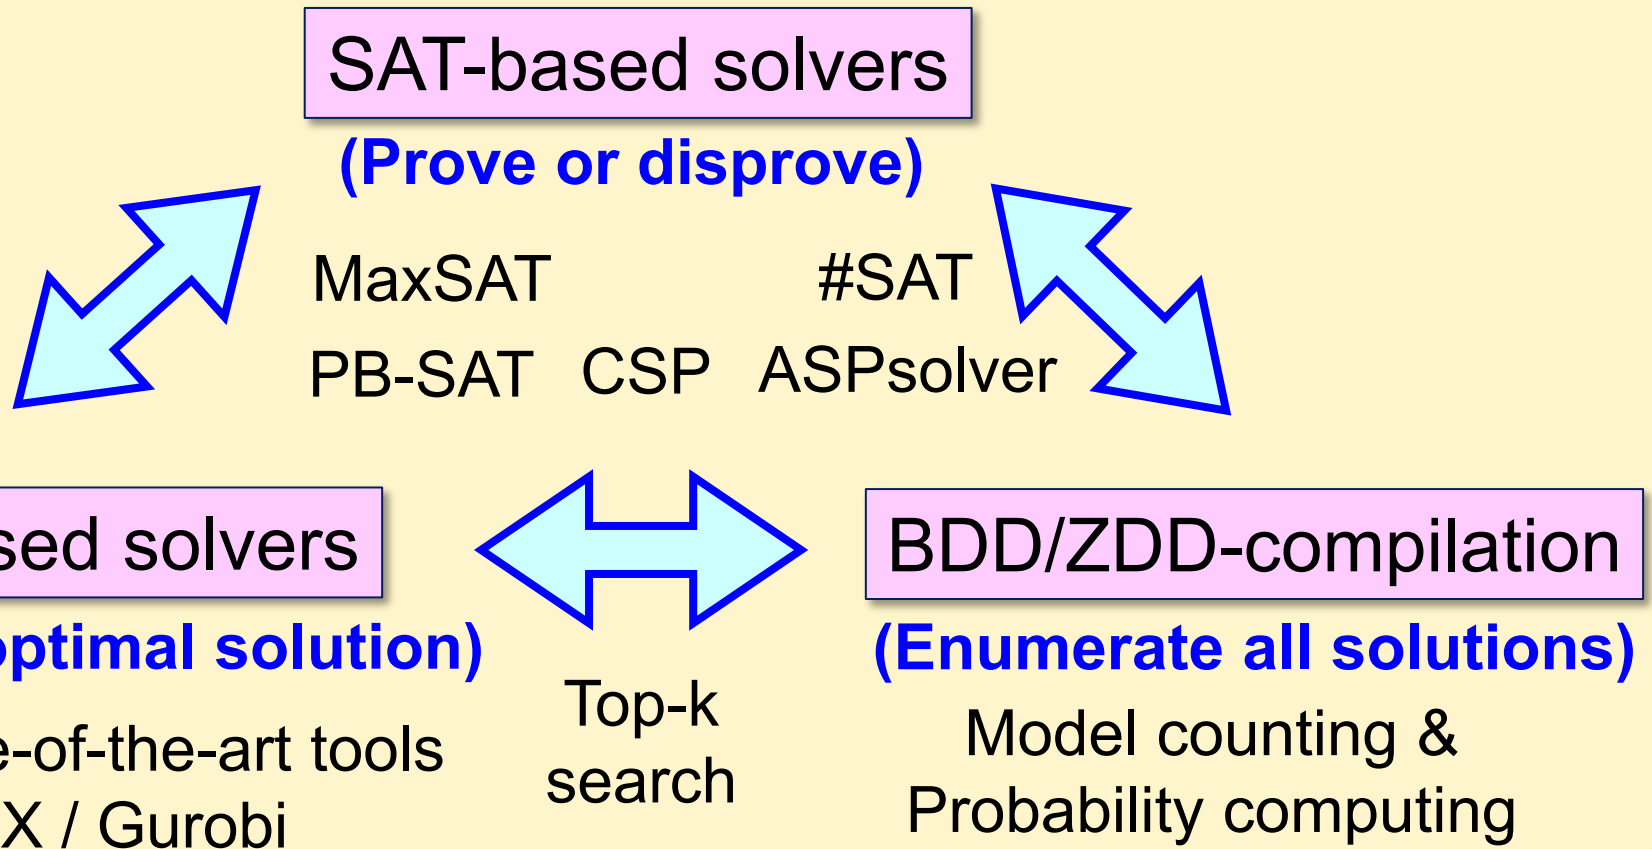 SAT-based solvers
(Prove or disprove)
MaxSAT #SAT
PB-SAT CSP ASPsolver
sed solvers
optimal solution)
e-of-the-art tools
X / Gurobi
Top-k
search
BDD/ZDD-compilation
(Enumerate all solutions)
Model counting &
Probability computing